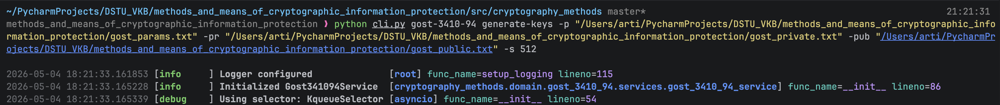 ~/PycharmProjects/DSTU_VKB/methods_and_means_of_cryptographic_information_protection/src/cryptography_methods master* 21:21:31
methods_and_means_of_cryptographic_information_protection ❱ python cli.py gost-3410-94 generate-keys -p "/Users/arti/PycharmProjects/DSTU_VKB/methods_and_means_of_cryptographic_info
rmation_protection/gost_params.txt" -pr "/Users/arti/PycharmProjects/DSTU_VKB/methods_and_means_of_cryptographic_information_protection/gost_private.txt" -pub "/Users/arti/PycharmPr
ojects/DSTU_VKB/methods_and_means_of_cryptographic_information_protection/gost_public.txt" -s 512
2026-05-04 18:21:33.161853 [info     ] Logger configured              [root] func_name=setup_logging lineno=115
2026-05-04 18:21:33.165228 [info     ] Initialized Gost341094Service  [cryptography_methods.domain.gost_3410_94.services.gost_3410_94_service] func_name=__init__ lineno=86
2026-05-04 18:21:33.165339 [debug    ] Using selector: KqueueSelector [asyncio] func_name=__init__ lineno=54